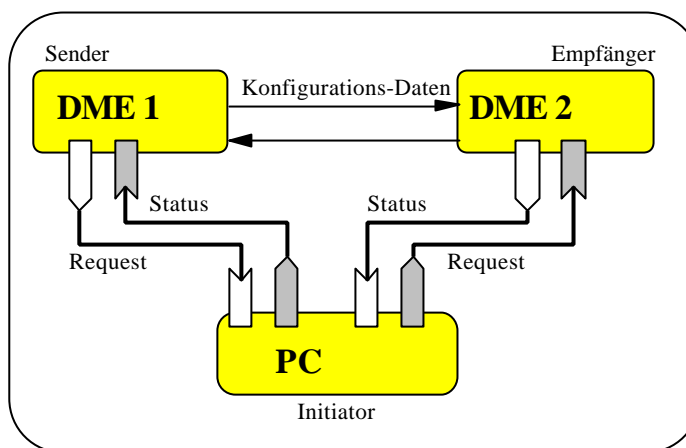 Sender
Empfänger
DME 1
Konfigurations-Daten
DME 2
Status
Status
Request
Request
PC
Initiator